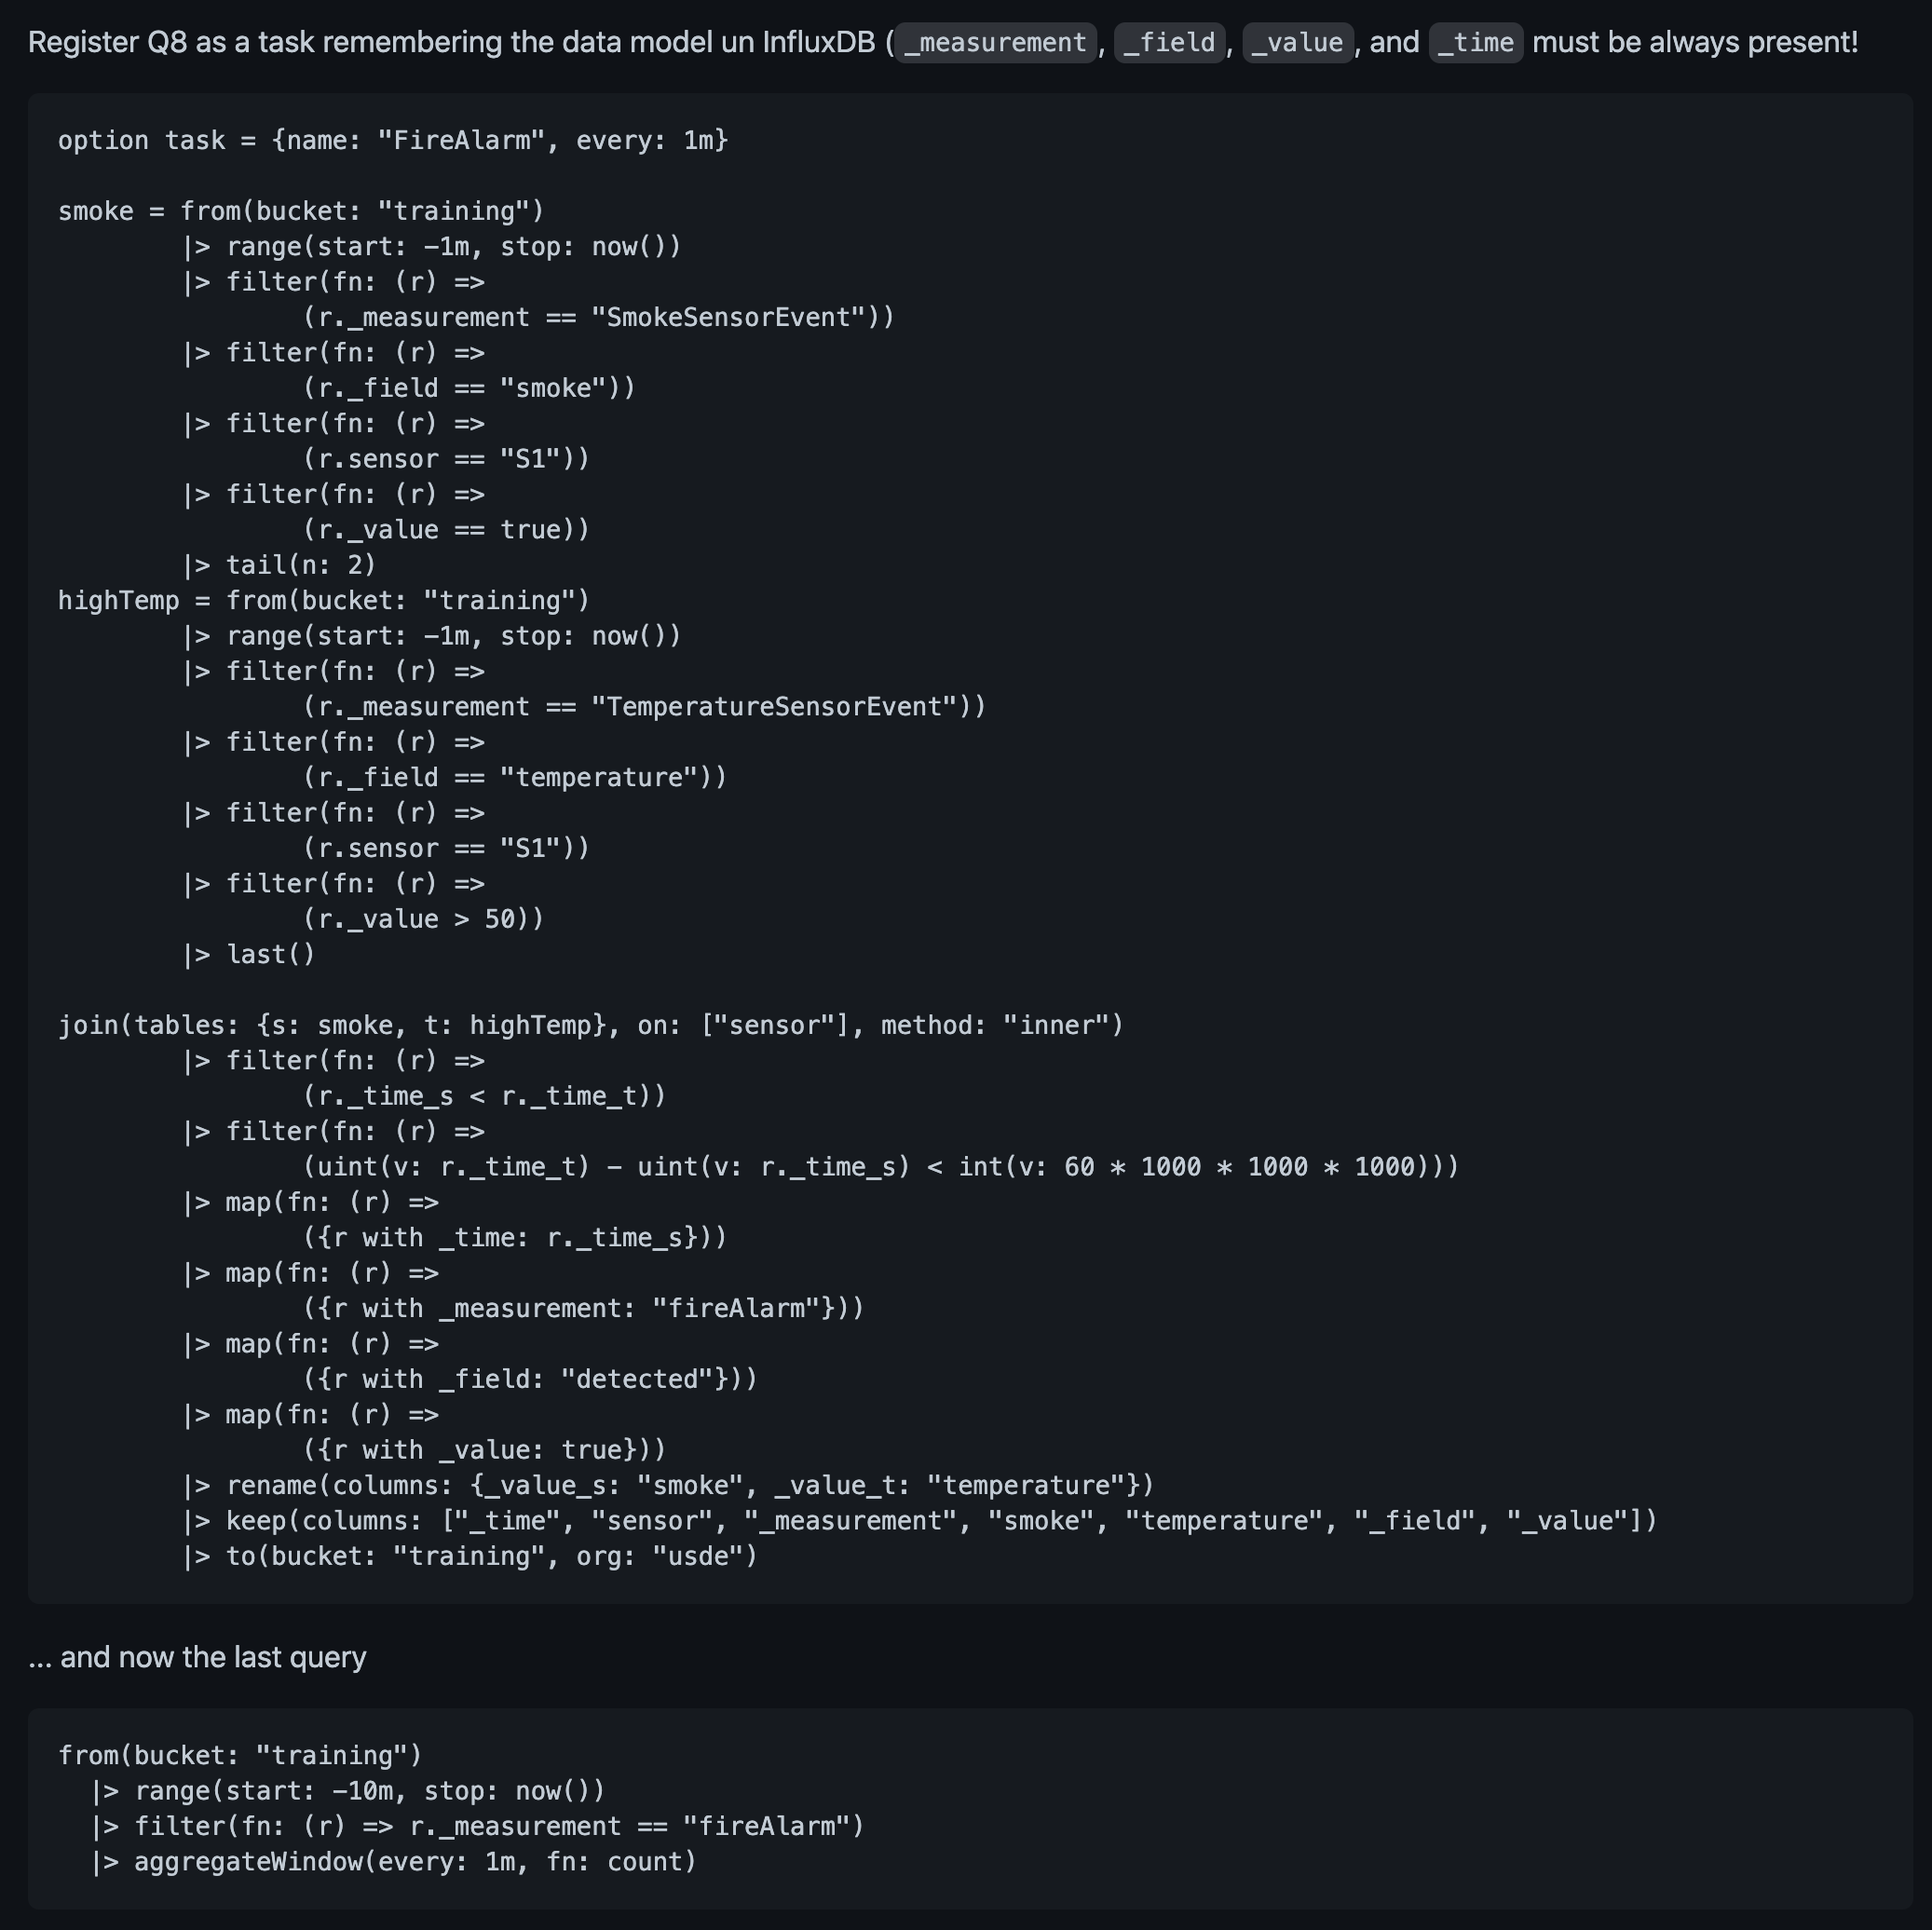 Register Q8 as a task remembering the data model un InfluxDB ( _measurement , _field , _value , and _time must be always present!
option task = {name: "FireAlarm", every: 1m}
smoke = from(bucket: "training")
|> range(start: -1m, stop: now())
|> filter(fn: (r) =>
(r._measurement == "SmokeSensorEvent"))
|> filter(fn: (r) =>
(r._field == "smoke"))
|> filter(fn: (r) =>
(r.sensor == "S1"))
|> filter(fn: (r) =>
(r._value == true))
|> tail(n: 2)
highTemp = from(bucket: "training")
|> range(start: -1m, stop: now())
|> filter(fn: (r) =>
(r._measurement == "TemperatureSensorEvent"))
|> filter(fn: (r) =>
(r._field == "temperature"))
|> filter(fn: (r) =>
(r.sensor == "S1"))
|> filter(fn: (r) =>
(r._value > 50))
|> last()
join(tables: {s: smoke, t: highTemp}, on: ["sensor"], method: "inner")
|> filter(fn: (r) =>
(r._time_s < r._time_t))
|> filter(fn: (r) =>
(uint(v: r._time_t) - uint(v: r._time_s) < int(v: 60 * 1000 * 1000 * 1000)))
|> map(fn: (r) =>
({r with _time: r._time_s}))
|> map(fn: (r) =>
({r with _measurement: "fireAlarm"}))
|> map(fn: (r) =>
({r with _field: "detected"}))
|> map(fn: (r) =>
({r with _value: true}))
|> rename(columns: {_value_s: "smoke", _value_t: "temperature"})
|> keep(columns: ["_time", "sensor", "_measurement", "smoke", "temperature", "_field", "_value"])
|> to(bucket: "training", org: "usde")
... and now the last query
from(bucket: "training")
|> range(start: -10m, stop: now())
|> filter(fn: (r) => r._measurement == "fireAlarm")
|> aggregateWindow(every: 1m, fn: count)